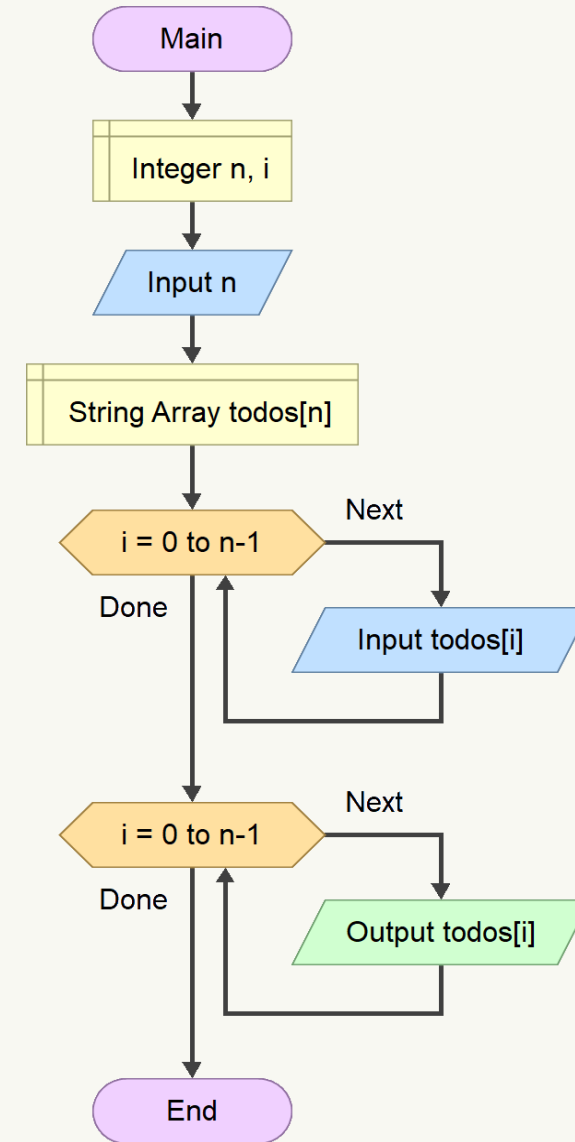 Main
Integer n, i
Input n
String Array todos[n]
i = 0 to n-1
Next
Done
Input todos[i]
i = 0 to n-1
Next
Done
Output todos[i]
End